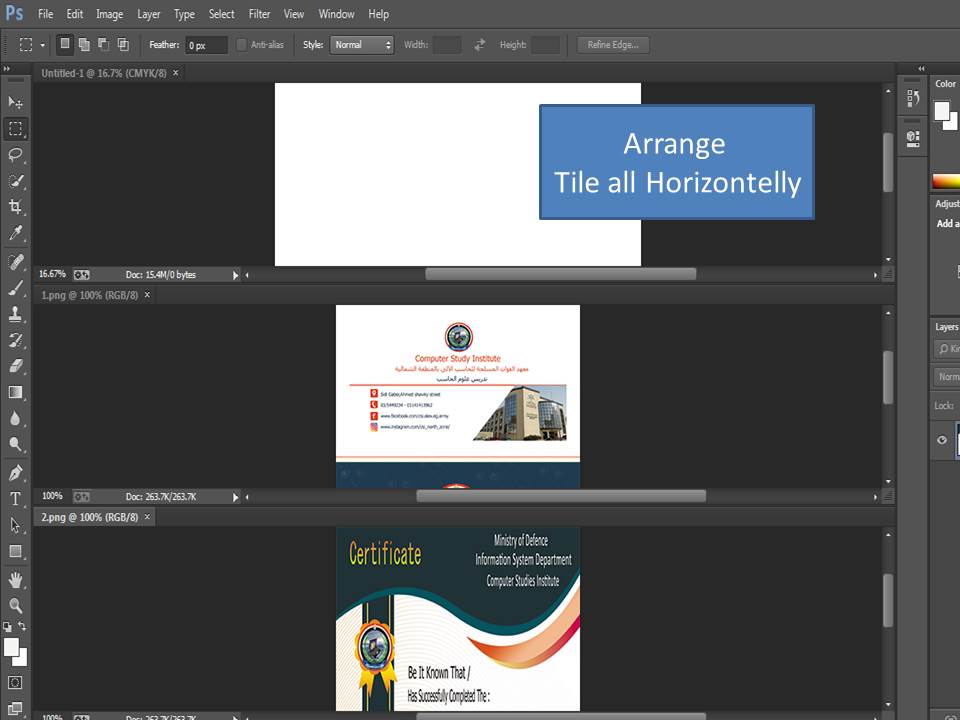 Ps File Edit Image Layer Type Select Filter View Window Help
Feather: 0 px Anti-alias Style: Normal Width: Height: Refine Edge...
Untitled-1 @ 16.7% (CMYK/8) ×
Color
Arrange
Tile all Horizontelly
Adjust
Add a
16.67% Doc: 15.4M/0 bytes
1.png @ 100% (RGB/8) ×
Computer Study Institute
معهد القوات المسلحة للحاسب الآلي بالمنطقة الشمالية
تدريس علوم الحاسب
Sidi Gaber,Ahmed shawky street
www.facebook.com/csi.alex.eg.army
www.instagram.com/csi_north_zone/
Layers
Norm
Lock:
100% Doc: 263.7K/263.7K
2.png @ 100% (RGB/8) ×
Certificate
Ministry of Defence
Information System Department
Computer Studies Institute
Be It Known That /
Has Successfully Completed The :
100% Doc: 263.7K/263.7K